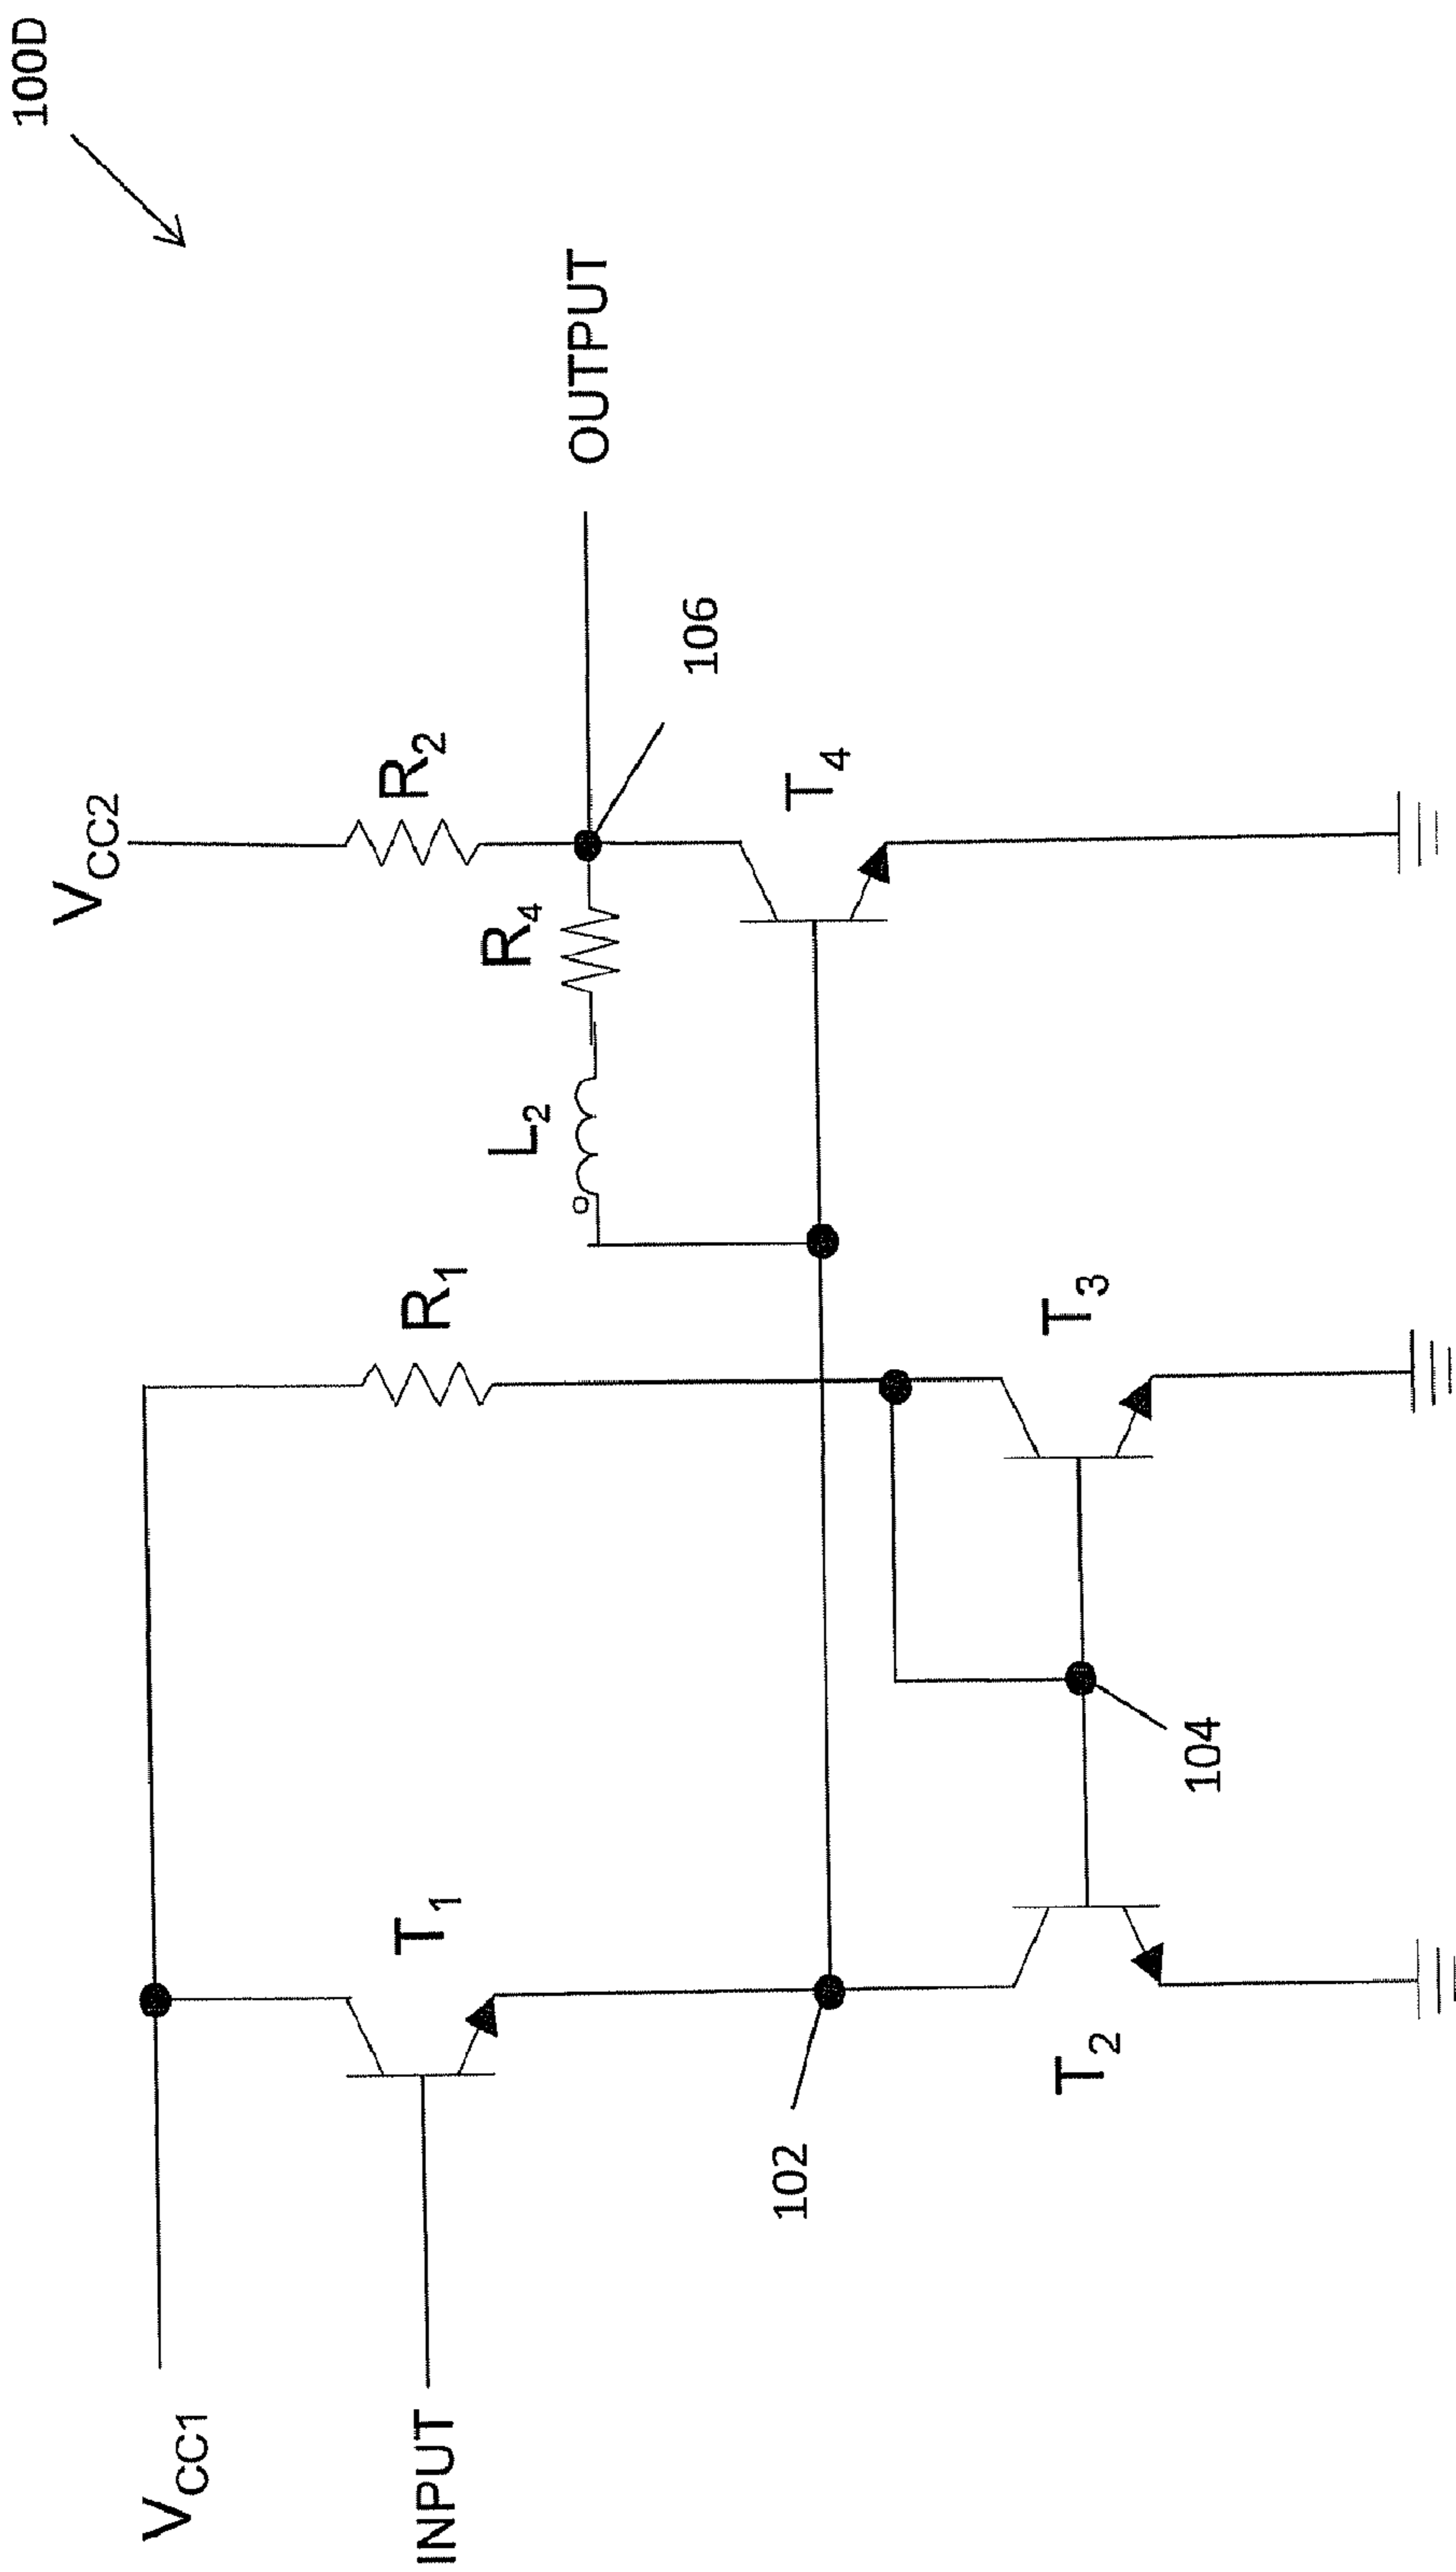 100D
V_CC2
R_2
OUTPUT
R_4
L_2
106
R_1
T_4
V_CC1
T_1
INPUT
102
T_3
104
T_2